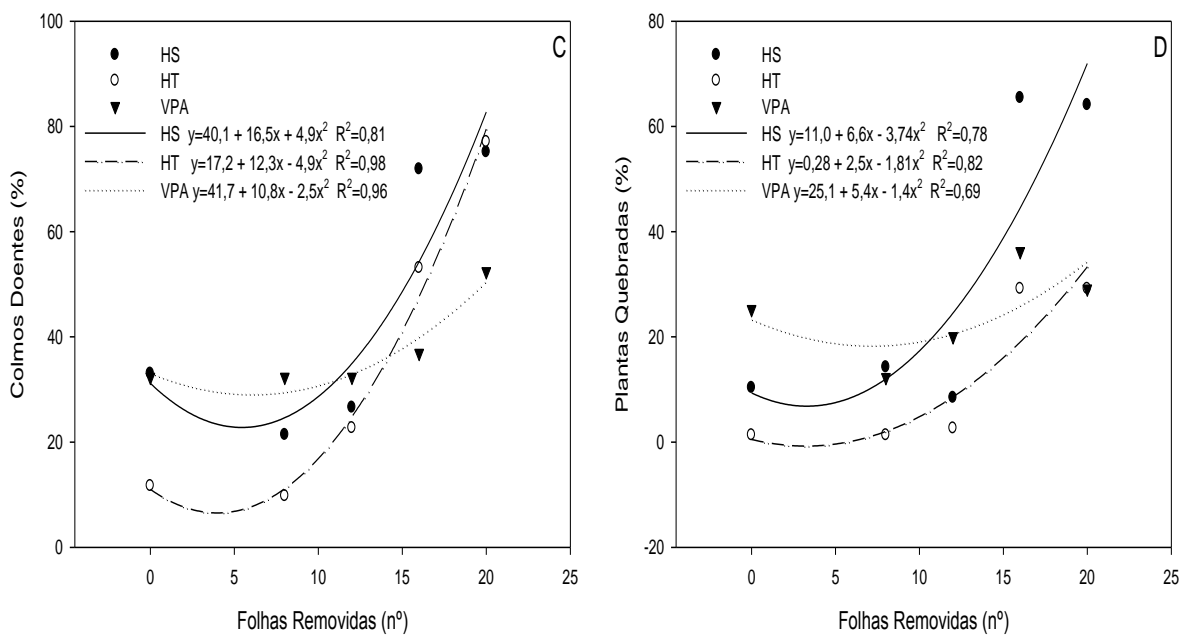 C
HS
HT
VPA
HS y=40,1 + 16,5x + 4,9x² R²=0,81
HT y=17,2 + 12,3x - 4,9x² R²=0,98
VPA y=41,7 + 10,8x - 2,5x² R²=0,96
100
80
60
40
20
0
Colmos Doentes (%)
0 5 10 15 20 25
Folhas Removidas (nº)
D
HS
HT
VPA
HS y=11,0 + 6,6x - 3,74x² R²=0,78
HT y=0,28 + 2,5x - 1,81x² R²=0,82
VPA y=25,1 + 5,4x - 1,4x² R²=0,69
80
60
40
20
0
-20
Plantas Quebradas (%)
0 5 10 15 20 25
Folhas Removidas (nº)